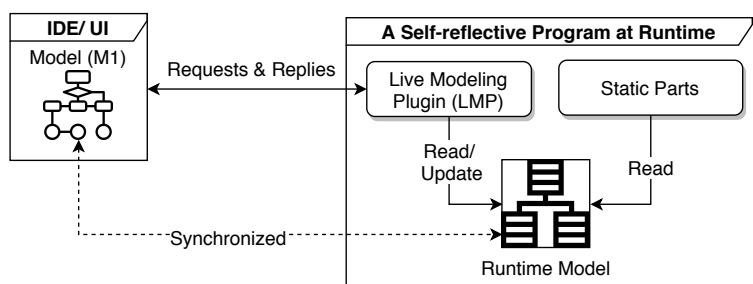 IDE/ UI
Model (M1)
A Self-reflective Program at Runtime
Requests & Replies
Live Modeling
Plugin (LMP)
Static Parts
Read/
Update
Read
Synchronized
Runtime Model